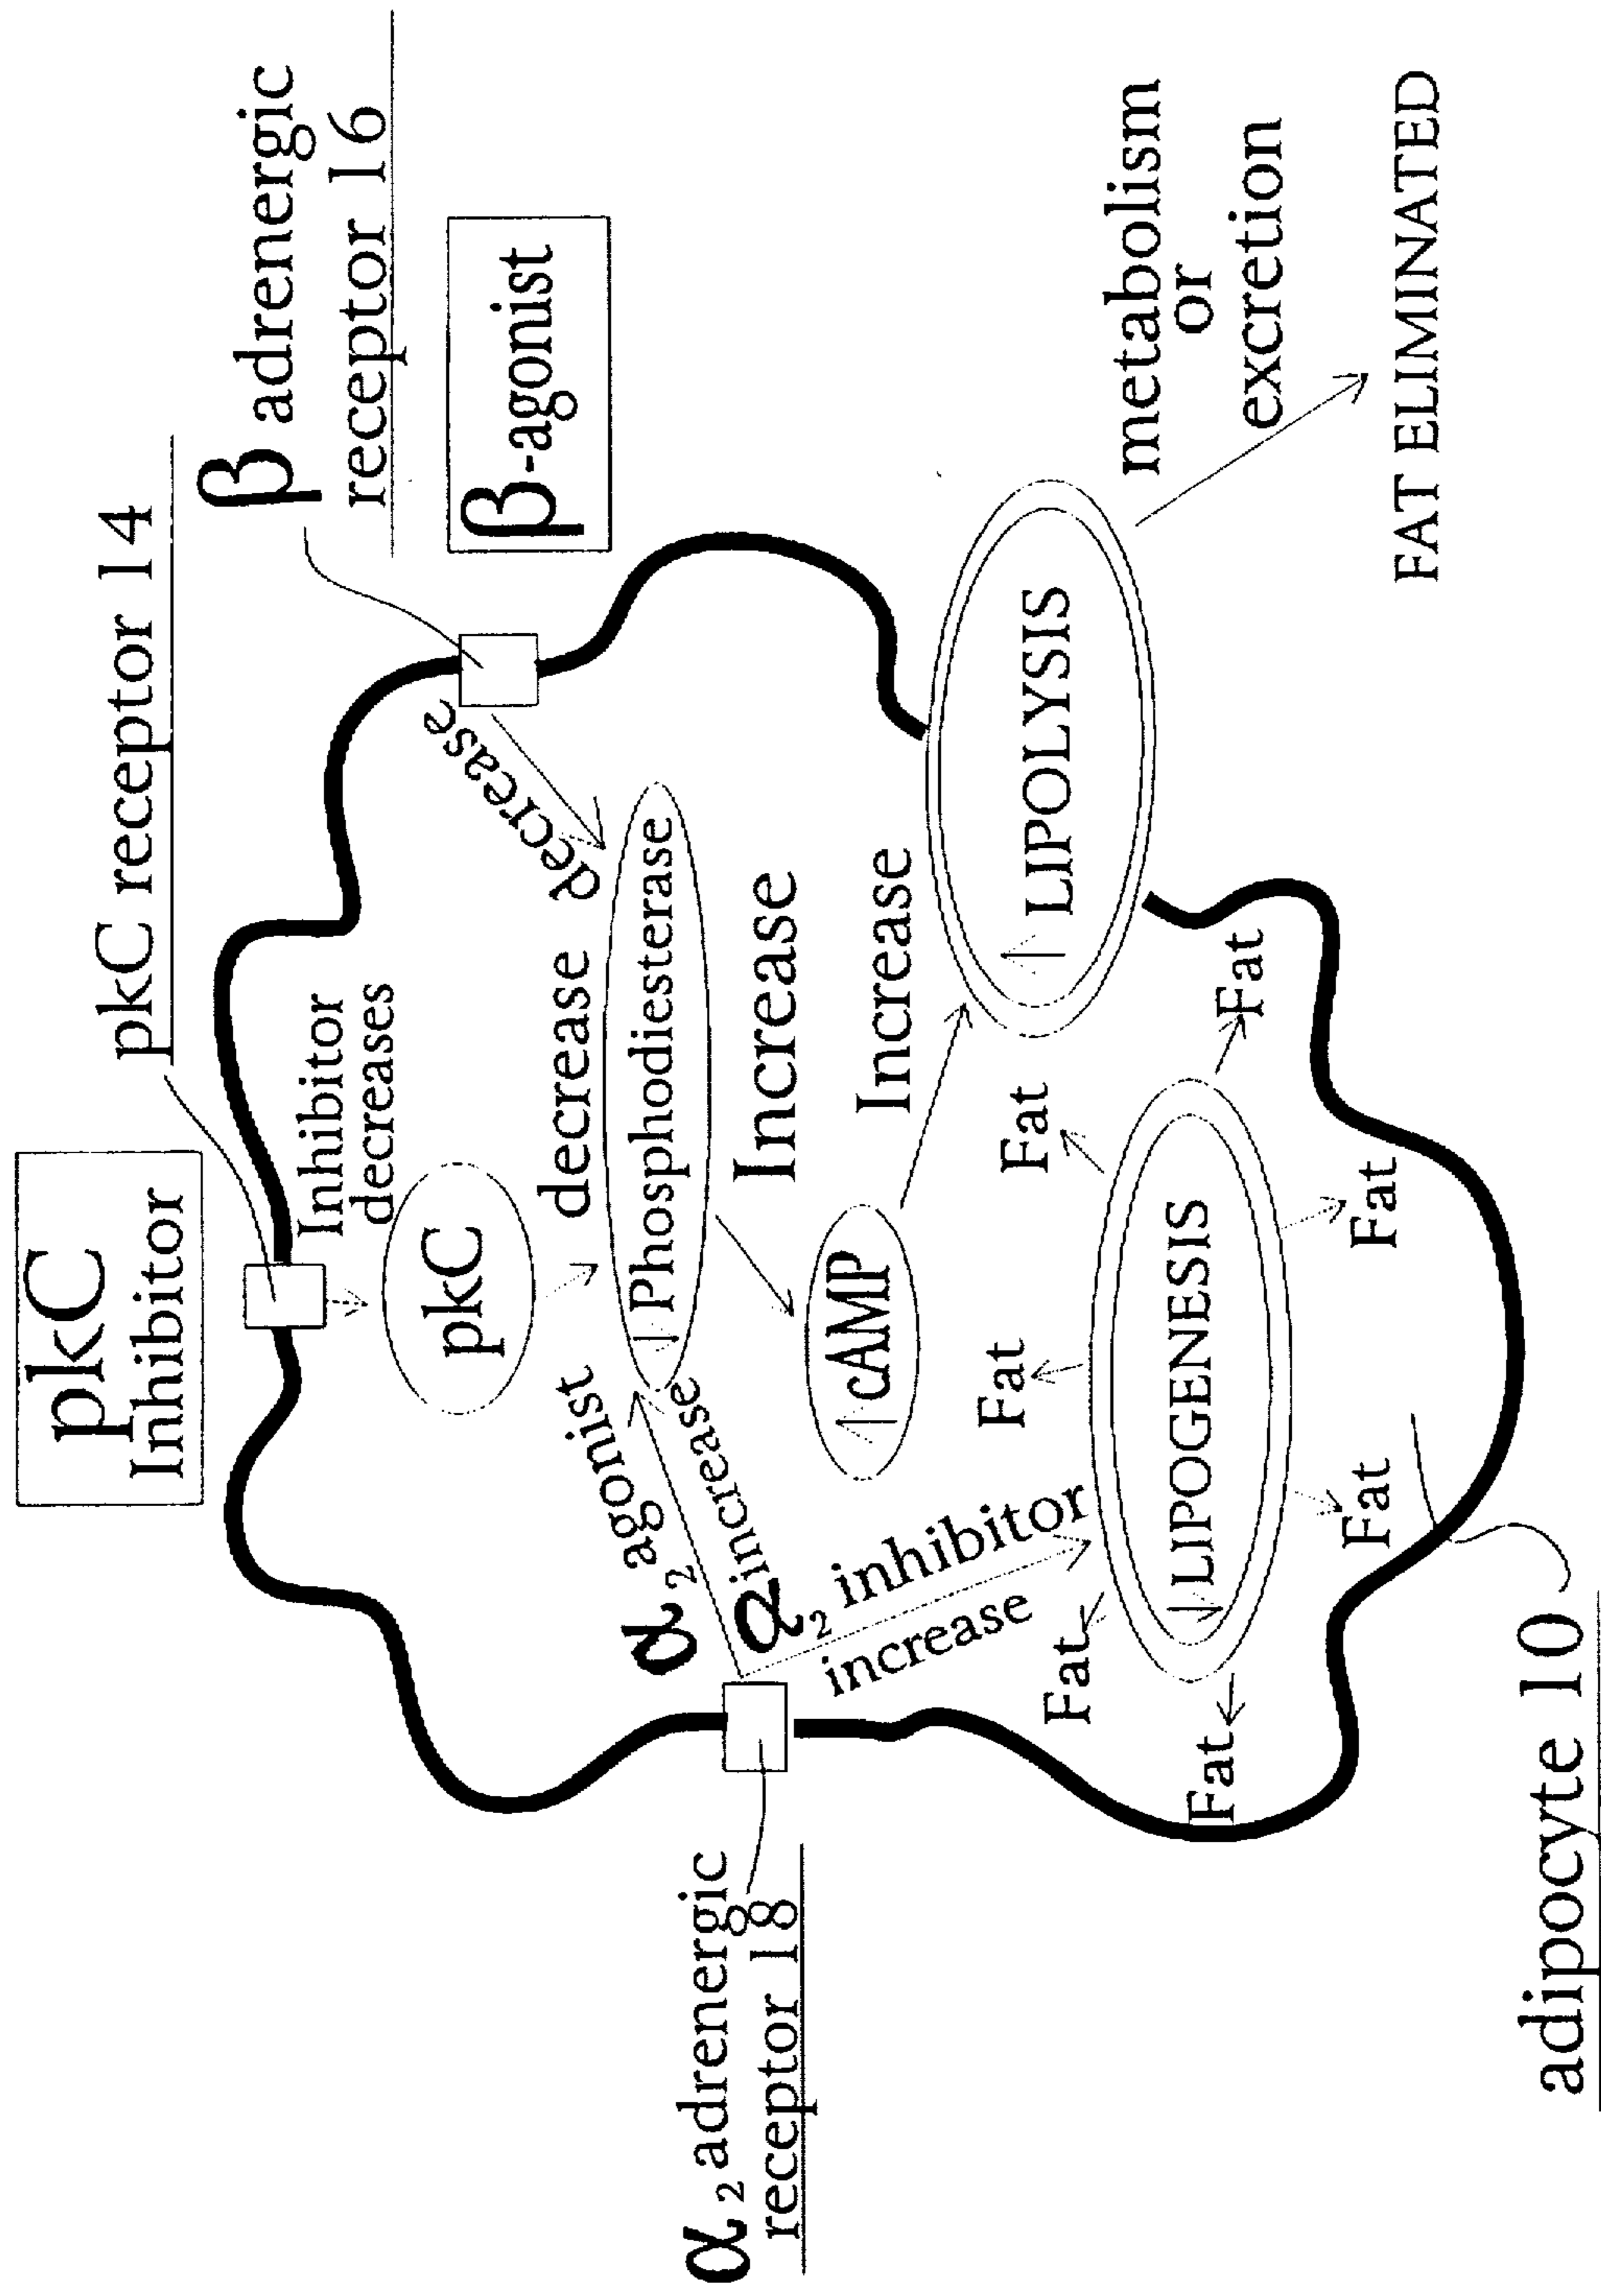 pkC
Inhibitor
pkC receptor 14
β adrenergic
receptor 16
β-agonist
Inhibitor
decreases
pkC
decrease
decrease
decrease
↓ Phosphodiesterase
α₂ agonist
increase
α₂ inhibitor
increase
Increase
↑ cAMP
Increase
↑ LIPOLYSIS
metabolism
or
excretion
FAT ELIMINATED
α₂ adrenergic
receptor 18
↓ LIPOGENESIS
Fat
Fat
Fat
Fat
Fat
Fat
Fat
adipocyte 10